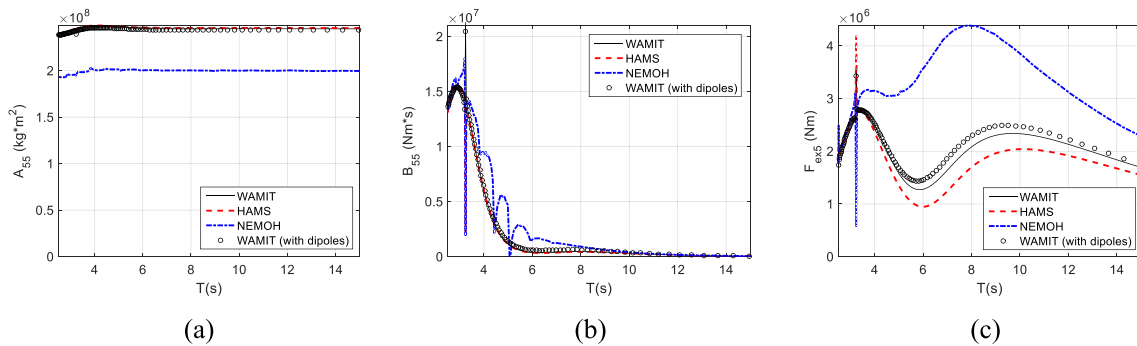 × 10^8
2
1.5
1
0.5
0
4 6 8 10 12 14
T(s)
A_55 (kg*m^2)
WAMIT
HAMS
NEMOH
WAMIT (with dipoles)
(a)
× 10^7
2
1.5
1
0.5
0
4 6 8 10 12 14
T(s)
B_55 (Nm*s)
WAMIT
HAMS
NEMOH
WAMIT (with dipoles)
(b)
× 10^6
4
3
2
1
0
4 6 8 10 12 14
T(s)
F_ex5 (Nm)
WAMIT
HAMS
NEMOH
WAMIT (with dipoles)
(c)